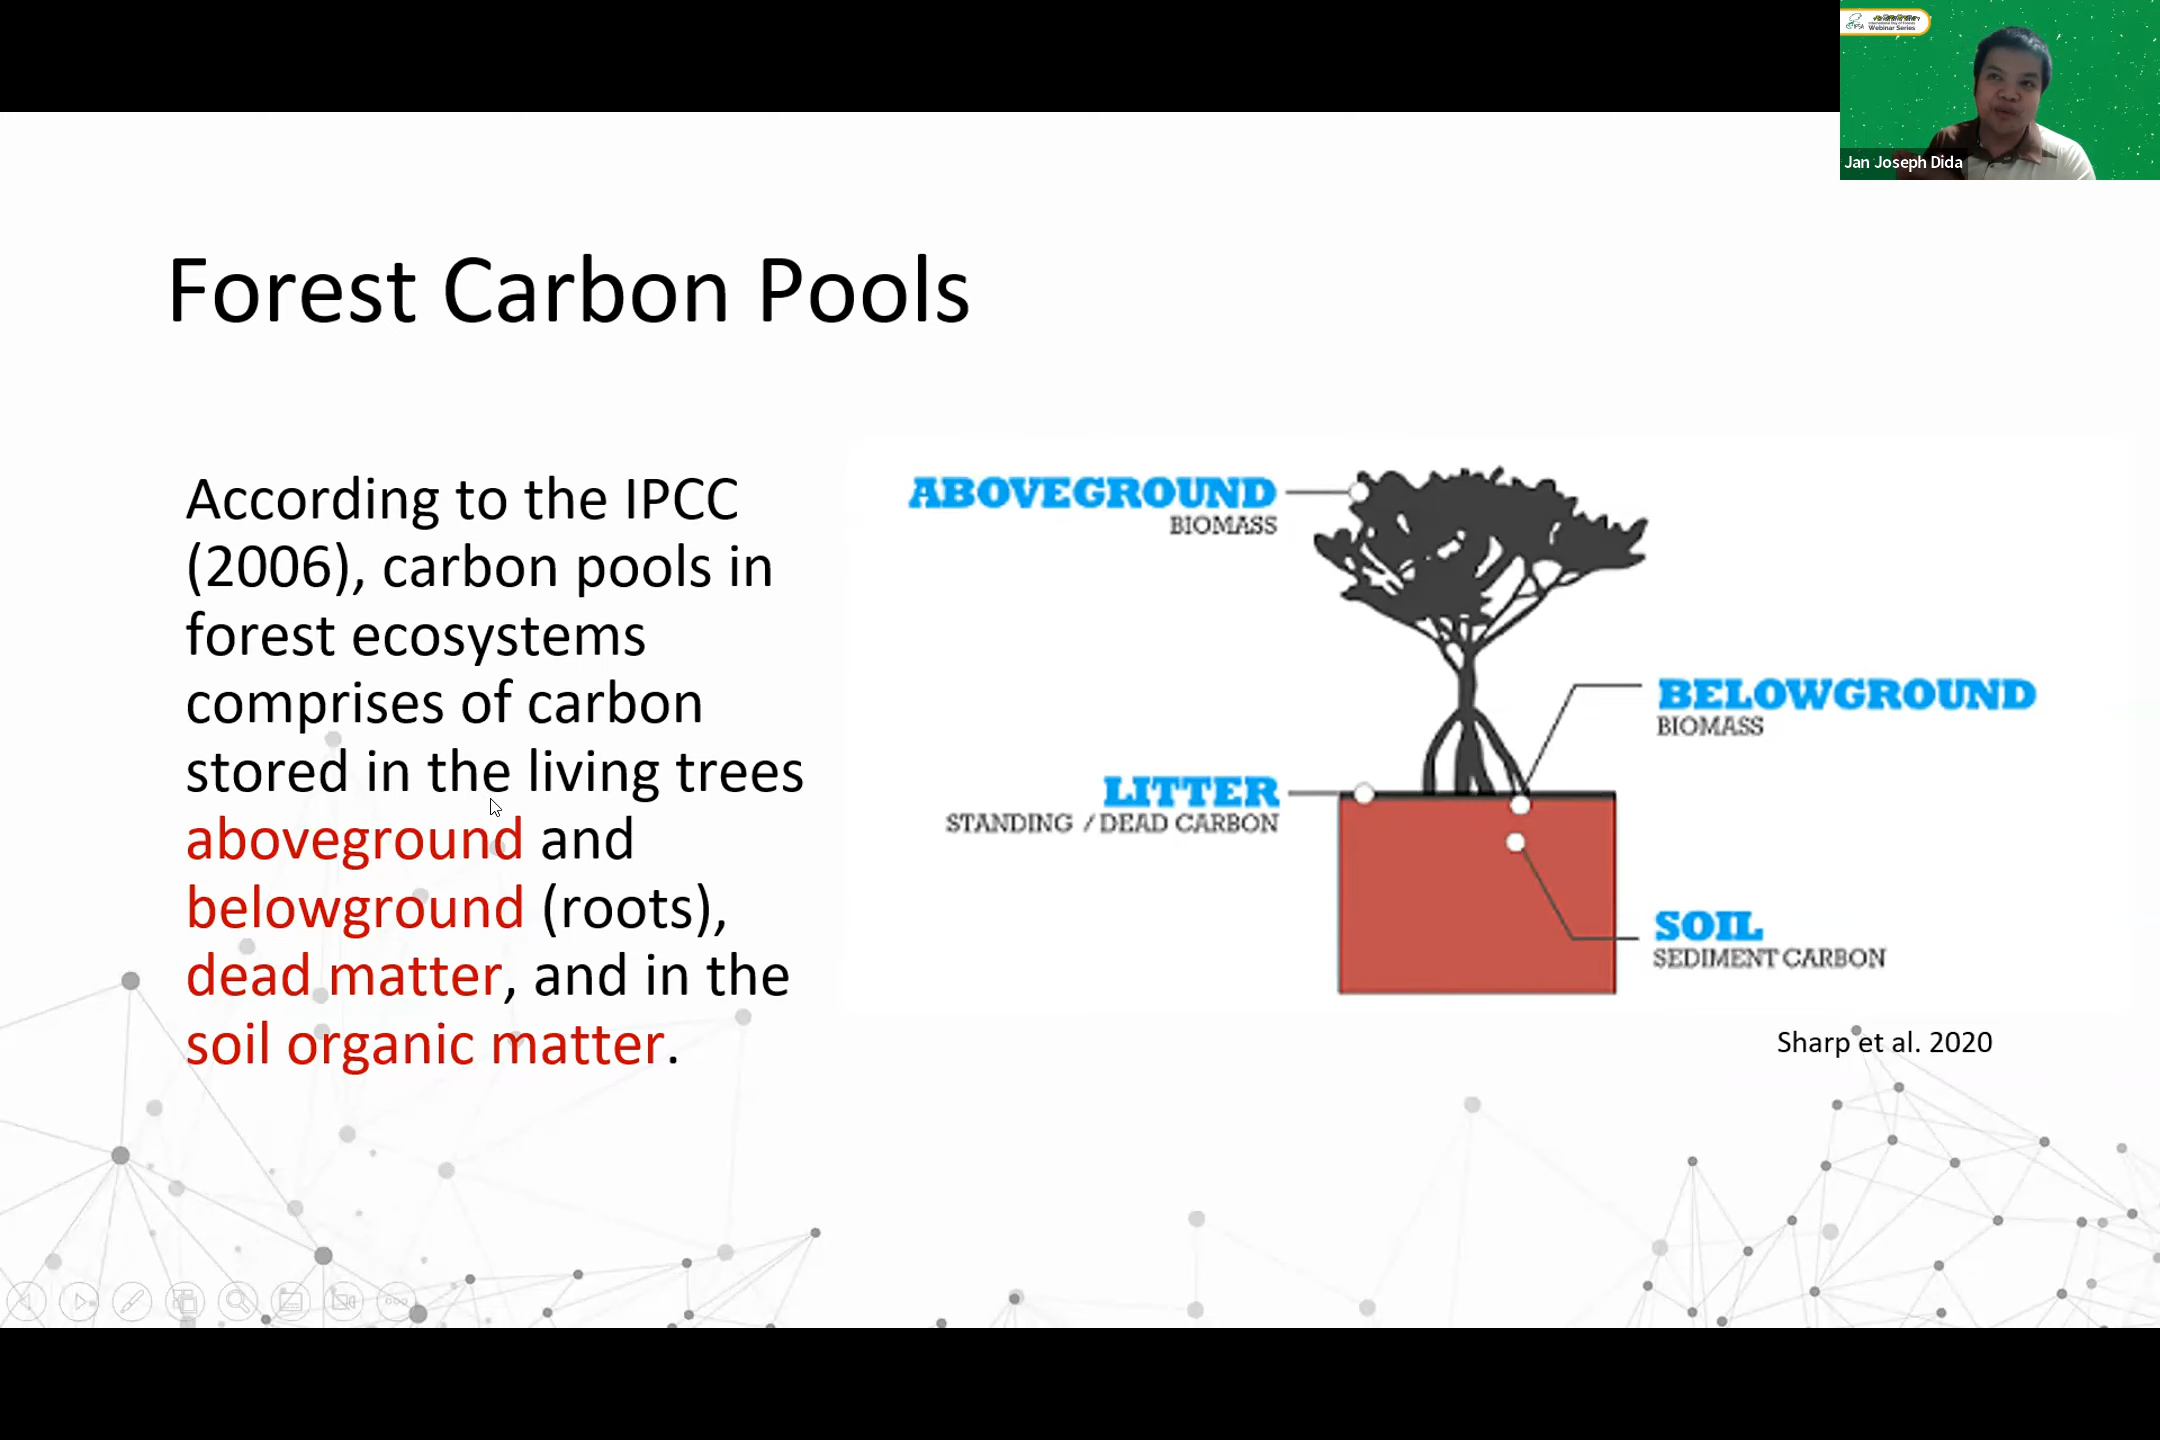 Webinar Series
Jan Joseph Dida
Forest Carbon Pools
According to the IPCC
(2006), carbon pools in
forest ecosystems
comprises of carbon
stored in the living trees
aboveground and
belowground (roots),
dead matter, and in the
soil organic matter.
ABOVEGROUND
BIOMASS
BELOWGROUND
BIOMASS
LITTER
STANDING / DEAD CARBON
SOIL
SEDIMENT CARBON
Sharp et al. 2020